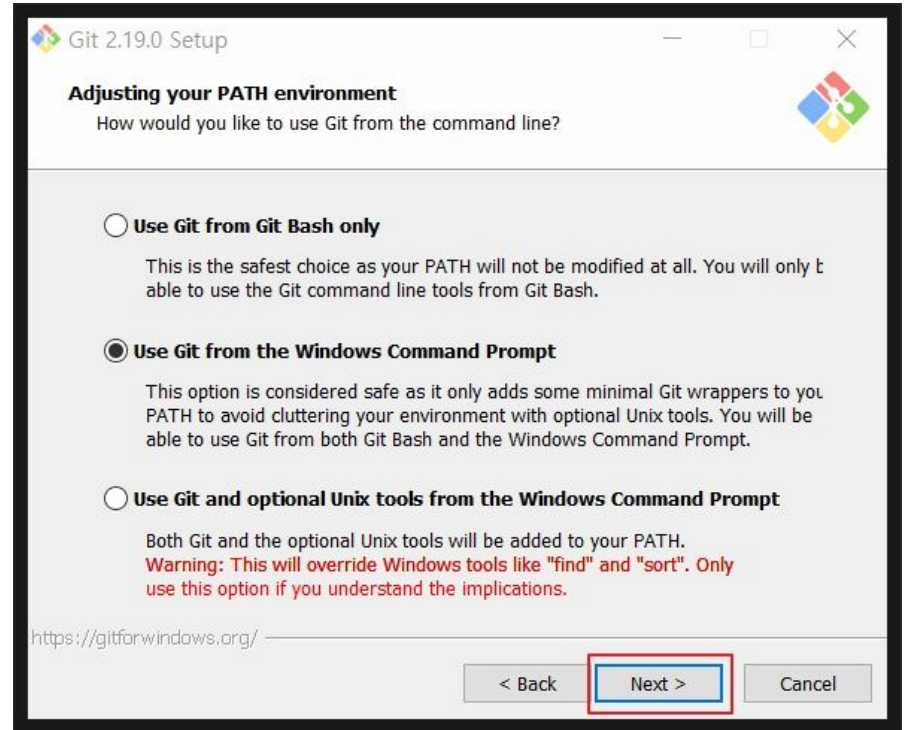 Git 2.19.0 Setup
Adjusting your PATH environment
How would you like to use Git from the command line?
Use Git from Git Bash only
This is the safest choice as your PATH will not be modified at all. You will only b
able to use the Git command line tools from Git Bash.
Use Git from the Windows Command Prompt
This option is considered safe as it only adds some minimal Git wrappers to you
PATH to avoid cluttering your environment with optional Unix tools. You will be
able to use Git from both Git Bash and the Windows Command Prompt.
Use Git and optional Unix tools from the Windows Command Prompt
Both Git and the optional Unix tools will be added to your PATH.
Warning: This will override Windows tools like "find" and "sort". Only
use this option if you understand the implications.
https://gitforwindows.org/
< Back Next > Cancel